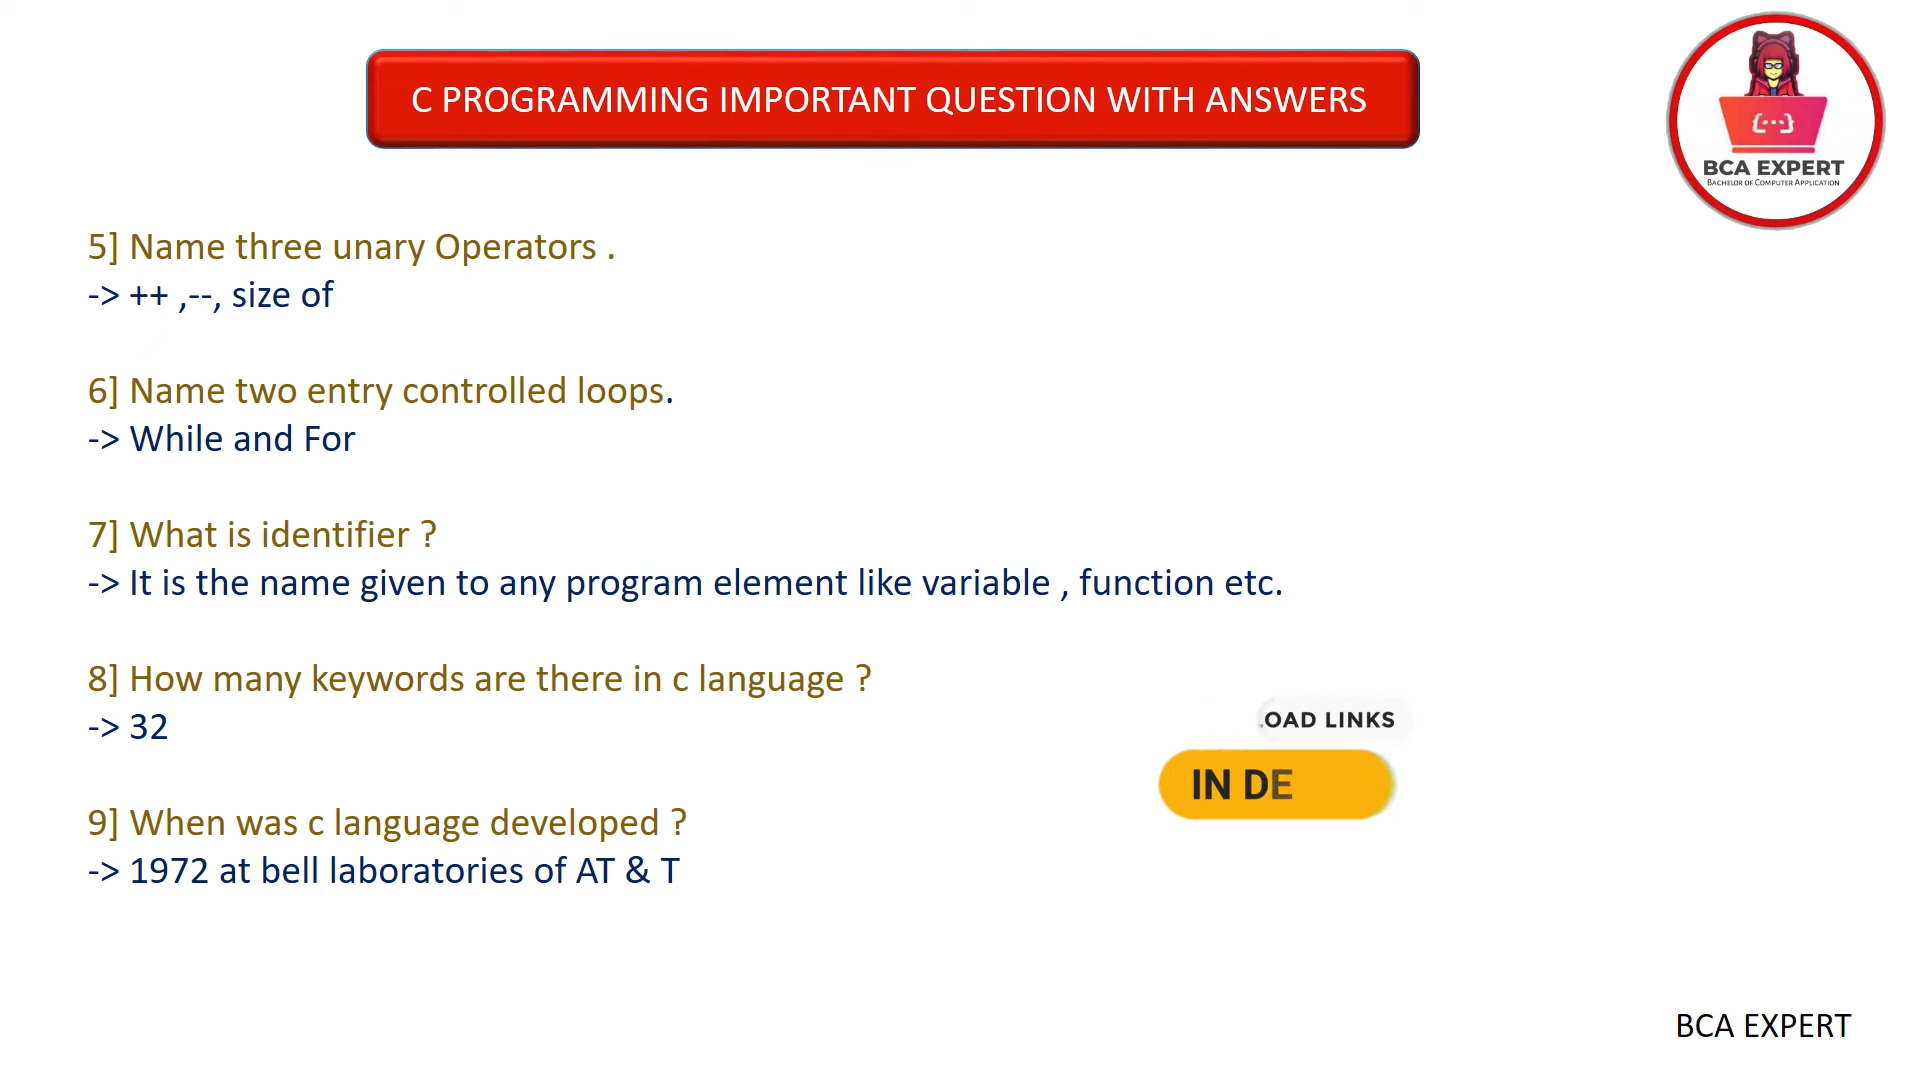 C PROGRAMMING IMPORTANT QUESTION WITH ANSWERS
{···}
BCA EXPERT
BACHELOR OF COMPUTER APPLICATION
5] Name three unary Operators .
-> ++ ,--, size of
6] Name two entry controlled loops.
-> While and For
7] What is identifier ?
-> It is the name given to any program element like variable , function etc.
8] How many keywords are there in c language ?
-> 32
OAD LINKS
IN DE
9] When was c language developed ?
-> 1972 at bell laboratories of AT & T
BCA EXPERT